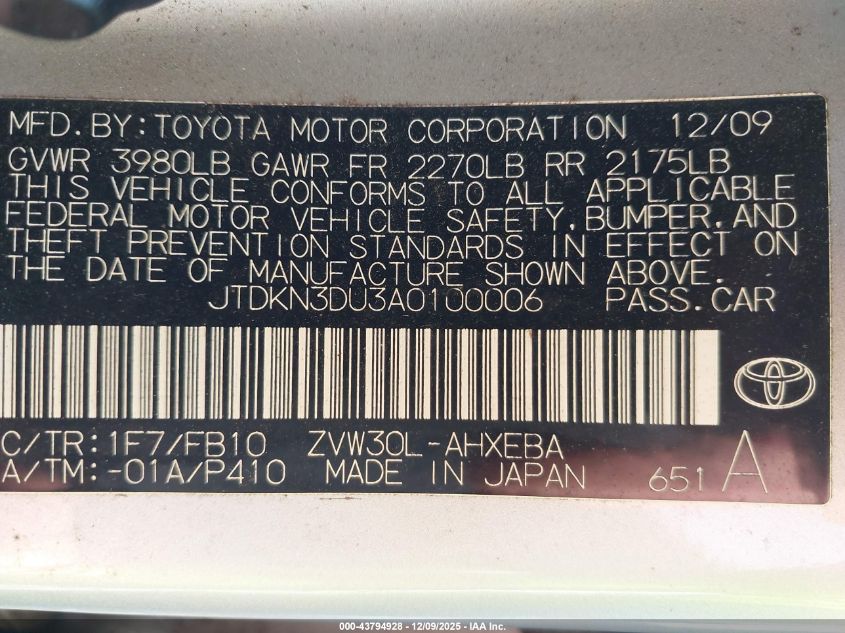 MFD.BY:TOYOTA MOTOR CORPORATION 12/09
GVWR 3980LB GAWR FR 2270LB RR 2175LB
THIS VEHICLE CONFORMS TO ALL APPLICABLE
FEDERAL MOTOR VEHICLE SAFETY,BUMPER,AND
THEFT PREVENTION STANDARDS IN EFFECT ON
THE DATE OF MANUFACTURE SHOWN ABOVE.
JTDKN3DU3A0100006 PASS.CAR
C/TR:1F7/FB10 ZVW30L-AHXEBA
A/TM:-01A/P410 MADE IN JAPAN 651 A
000-43794928 - 12/09/2025 - IAA Inc.